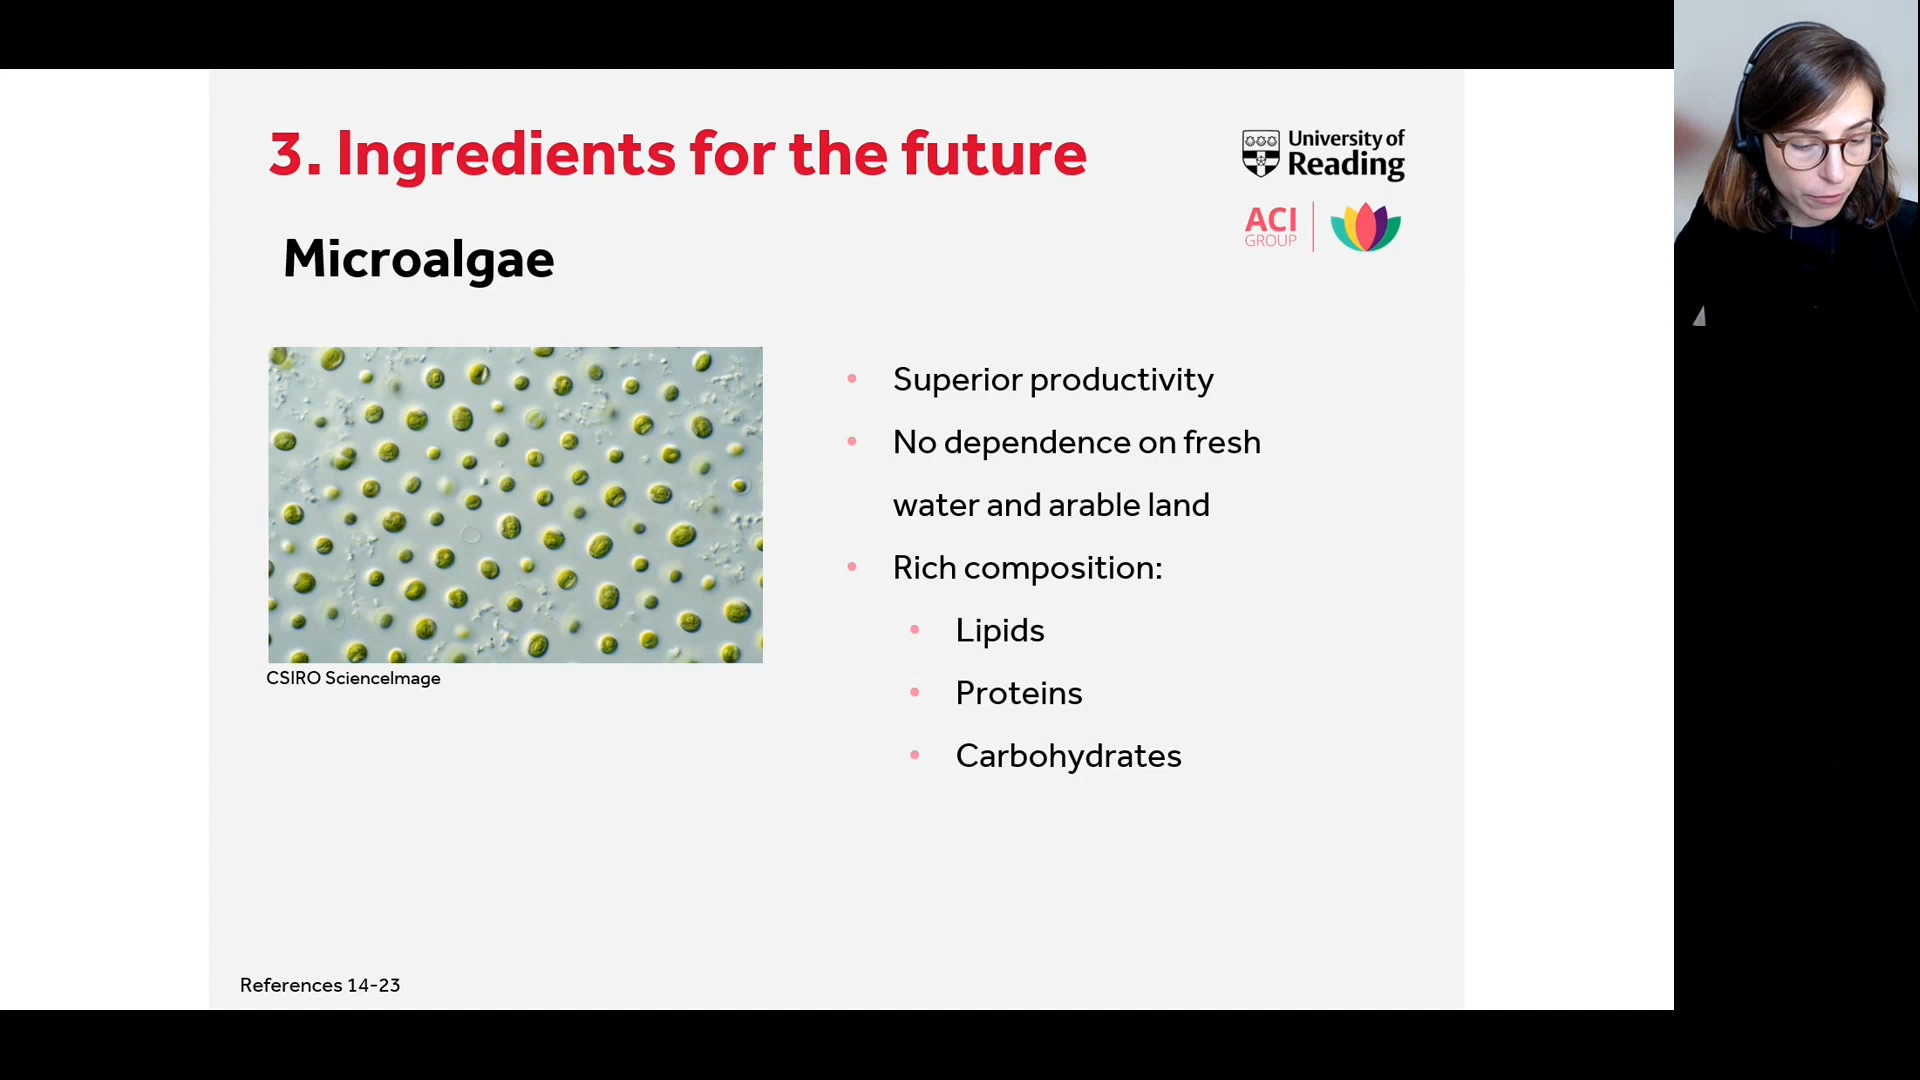 3. Ingredients for the future
University of
Reading
ACI
GROUP
Microalgae
CSIRO ScienceImage
• Superior productivity
• No dependence on fresh
water and arable land
• Rich composition:
• Lipids
• Proteins
• Carbohydrates
References 14-23